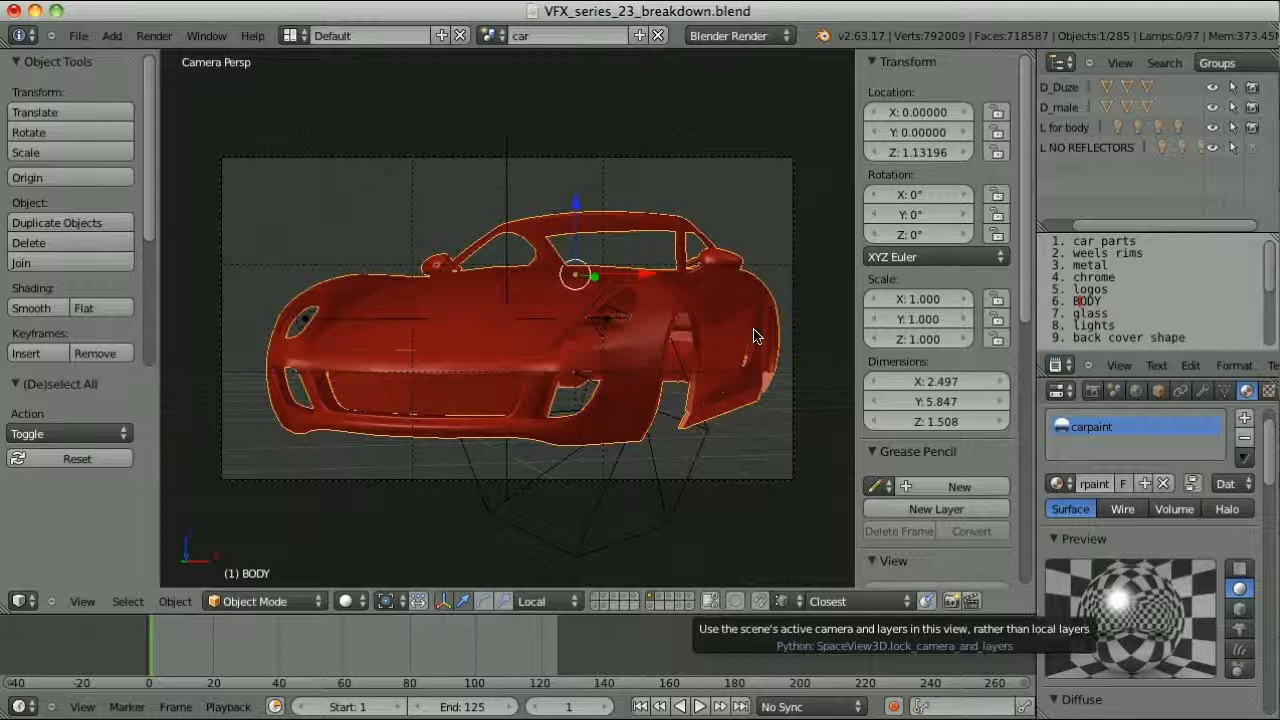 VFX_series_23_breakdown.blend
File Add Render Window Help Default car Blender Render v2.63.17 | Verts:792009 | Faces:718587 | Objects:1/285 | Lamps:0/97 | Mem:373.45
Object Tools
Transform:
Translate
Rotate
Scale
Origin
Object:
Duplicate Objects
Delete
Join
Shading:
Smooth Flat
Keyframes:
Insert Remove
(De)select All
Action
Toggle
Reset
Camera Persp
(1) BODY
Transform
Location:
X: 0.00000
Y: 0.00000
Z: 1.13196
Rotation:
X: 0°
Y: 0°
Z: 0°
XYZ Euler
Scale:
X: 1.000
Y: 1.000
Z: 1.000
Dimensions:
X: 2.497
Y: 5.847
Z: 1.508
Grease Pencil
New
New Layer
Delete Frame Convert
View
View Search Groups
D_Duze
D_male
L for body
L NO REFLECTORS
1. car parts
2. weels rims
3. metal
4. chrome
5. logos
6. BODY
7. glass
8. lights
9. back cover shape
View Text Edit Format
carpaint
rpaint F Dat
Surface Wire Volume Halo
Preview
Diffuse
View Select Object Object Mode Local Closest
Use the scene's active camera and layers in this view, rather than local layers
Python: SpaceView3D.lock_camera_and_layers
-40 -20 0 20 40 60 80 100 120 140 160 180 200 220 240 260
View Marker Frame Playback Start: 1 End: 125 1 No Sync